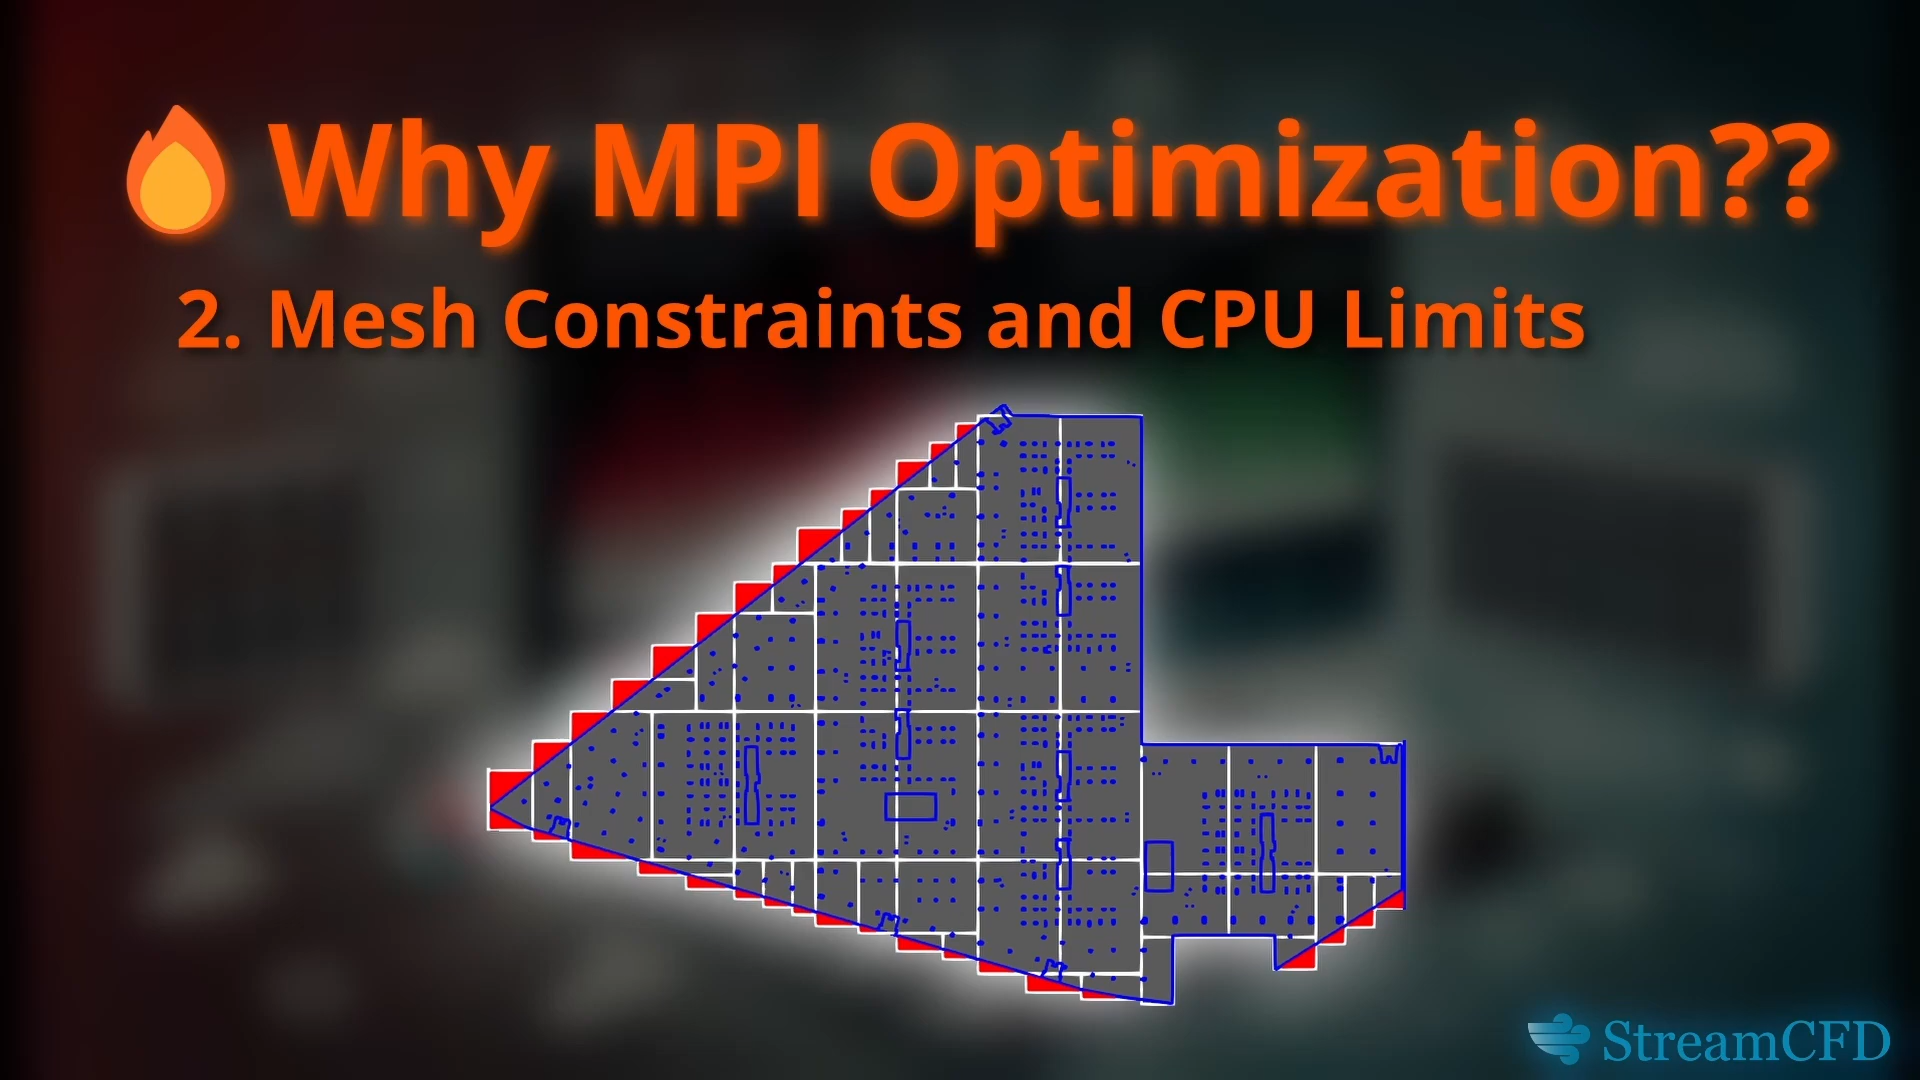 Why MPI Optimization??
2. Mesh Constraints and CPU Limits
StreamCFD